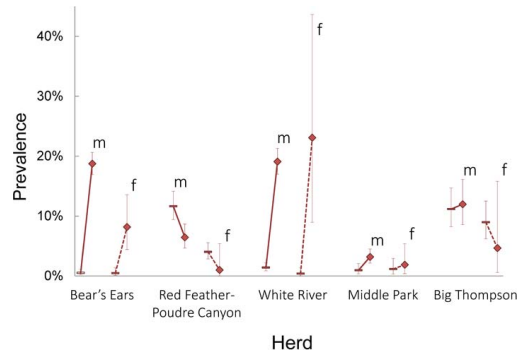 40%
30%
20%
10%
0%
Prevalence
m
f
m
f
m
f
m
f
m
f
Bear's Ears
Red Feather-
Poudre Canyon
White River
Middle Park
Big Thompson
Herd